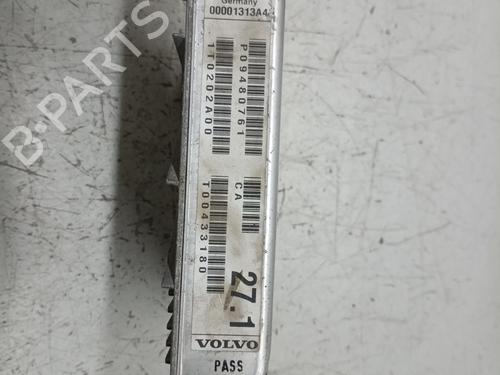 Germany
00001313A4
P09480761
1T0202A00
CA
T00433180
27.1
VOLVO
PASS
B-PARTS